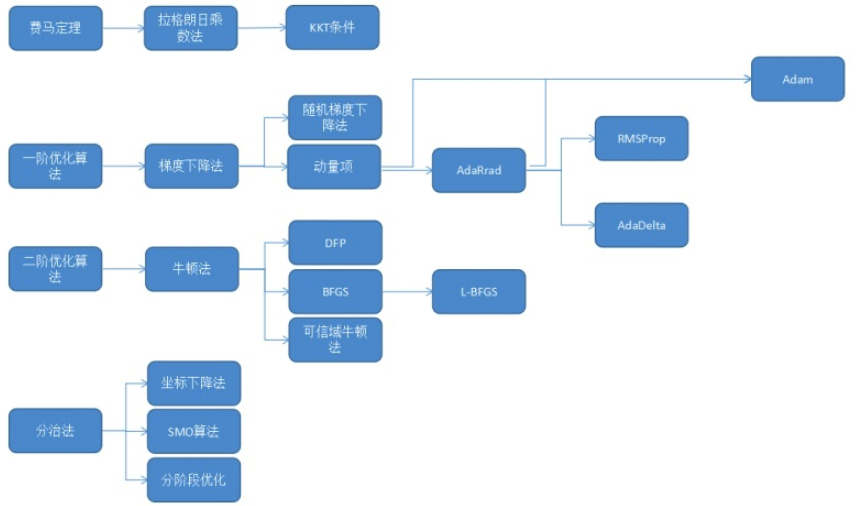 费马定理
拉格朗日乘
数法
KKT条件
Adam
随机梯度下
降法
一阶优化算
法
梯度下降法
动量项
AdaRrad
RMSProp
AdaDelta
二阶优化算
法
牛顿法
DFP
BFGS
L-BFGS
可信域牛顿
法
分治法
坐标下降法
SMO算法
分阶段优化